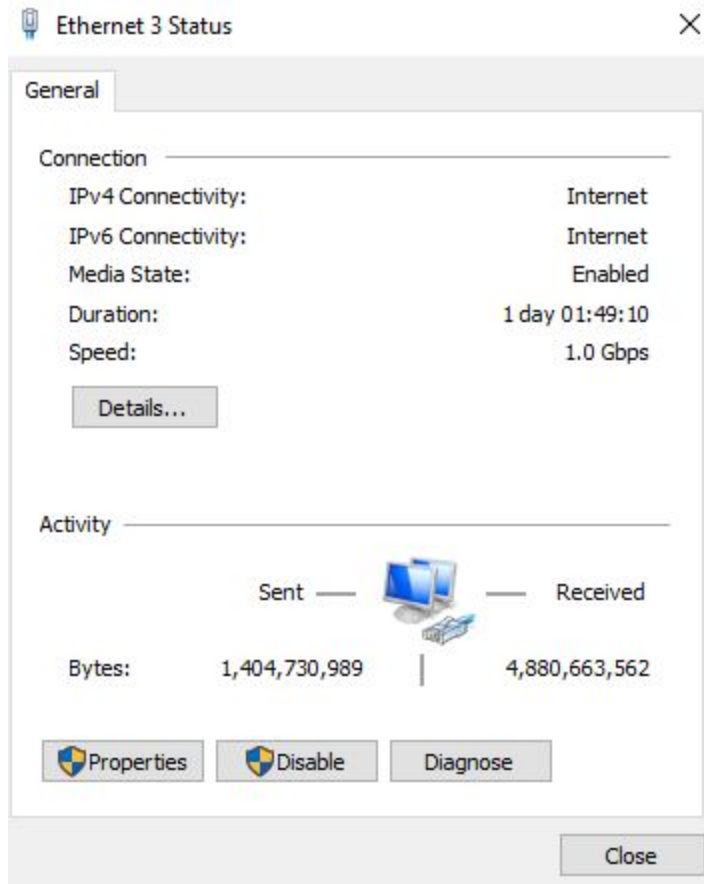 Ethernet 3 Status
General
Connection
IPv4 Connectivity: Internet
IPv6 Connectivity: Internet
Media State: Enabled
Duration: 1 day 01:49:10
Speed: 1.0 Gbps
Details...
Activity
Sent Received
Bytes: 1,404,730,989 4,880,663,562
Properties Disable Diagnose
Close